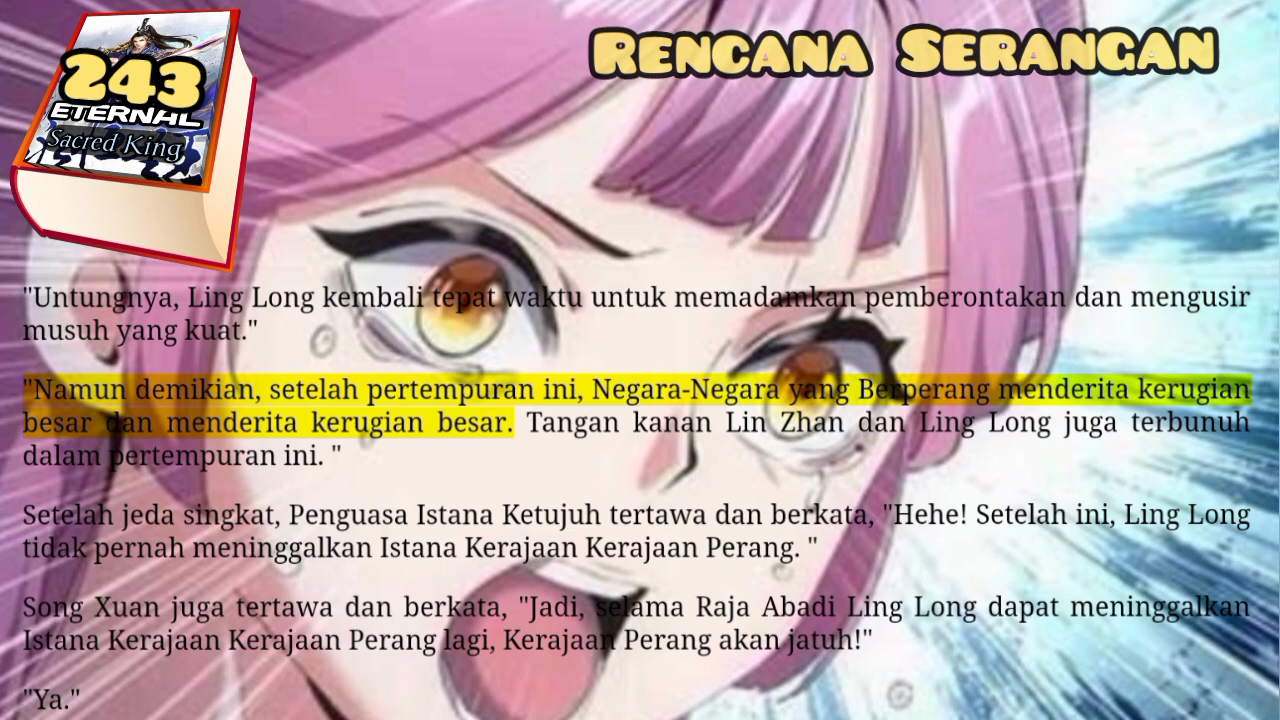 243
ETERNAL
Sacred King
RENCANA SERANGAN
"Untungnya, Ling Long kembali tepat waktu untuk memadamkan pemberontakan dan mengusir
musuh yang kuat."
"Namun demikian, setelah pertempuran ini, Negara-Negara yang Berperang menderita kerugian
besar dan menderita kerugian besar. Tangan kanan Lin Zhan dan Ling Long juga terbunuh
dalam pertempuran ini. "
Setelah jeda singkat, Penguasa Istana Ketujuh tertawa dan berkata, "Hehe! Setelah ini, Ling Long
tidak pernah meninggalkan Istana Kerajaan Kerajaan Perang. "
Song Xuan juga tertawa dan berkata, "Jadi, selama Raja Abadi Ling Long dapat meninggalkan
Istana Kerajaan Kerajaan Perang lagi, Kerajaan Perang akan jatuh!"
"Ya."